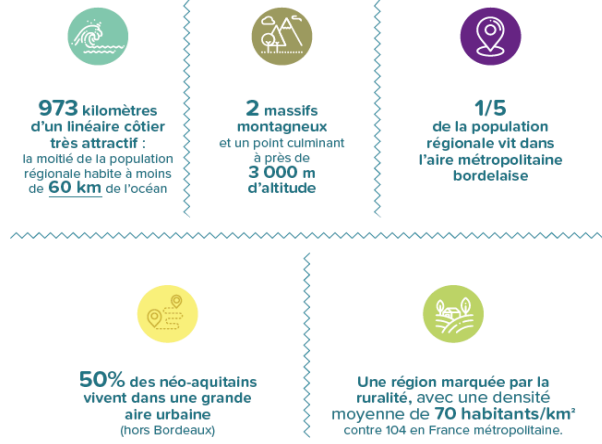 973 kilomètres
d'un linéaire côtier
très attractif :
la moitié de la population
régionale habite à moins
de 60 km de l'océan
2 massifs
montagneux
et un point culminant
à près de
3 000 m
d'altitude
1/5
de la population
régionale vit dans
l'aire métropolitaine
bordelaise
50% des néo-aquitains
vivent dans une grande
aire urbaine
(hors Bordeaux)
Une région marquée par la
ruralité, avec une densité
moyenne de 70 habitants/km²
contre 104 en France métropolitaine.